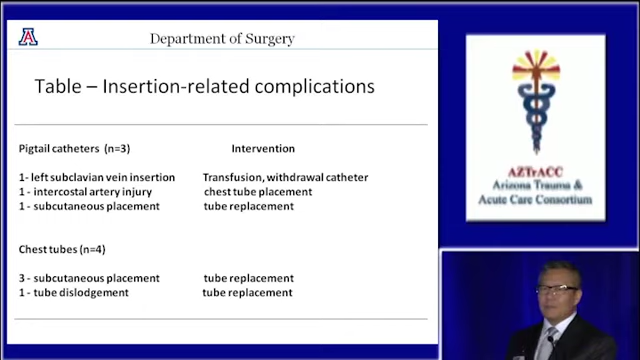 Department of Surgery
Table – Insertion-related complications
Pigtail catheters (n=3) Intervention
1- left subclavian vein insertion Transfusion, withdrawal catheter
1 - intercostal artery injury chest tube placement
1 - subcutaneous placement tube replacement
Chest tubes (n=4)
3 - subcutaneous placement tube replacement
1 - tube dislodgement tube replacement
A
AZTrACC
Arizona Trauma &
Acute Care Consortium